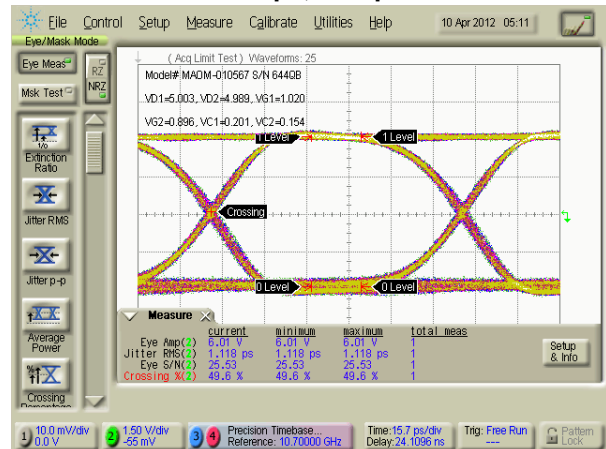 File Control Setup Measure Calibrate Utilities Help 10 Apr 2012 05:11
Eye/Mask Mode
Eye Meas
RZ
NRZ
Msk Test
Extinction Ratio
Jitter RMS
Jitter p-p
Average Power
Crossing
( Acq Limit Test ) Waveforms: 25
Model# MADM-010567 S/N 644QB
VD1=5.003, VD2=4.989, VG1=1.020
VG2=0.896, VC1=0.201, VC2=0.154
1 Level 1 Level
Crossing
0 Level 0 Level
Measure
current minimum maximum total meas
Eye Amp(2) 6.01 V 6.01 V 6.01 V 1
Jitter RMS(2) 1.118 ps 1.118 ps 1.118 ps 1
Eye S/N(2) 25.53 25.53 25.53 1
Crossing %(2) 49.6 % 49.6 % 49.6 % 1
Setup & Info
1 10.0 mW/div 0.0 V
2 1.50 V/div -55 mV
3 4 Precision Timebase... Reference: 10.70000 GHz
Time:15.7 ps/div Delay:24.1096 ns
Trig: Free Run ---
Pattern Lock